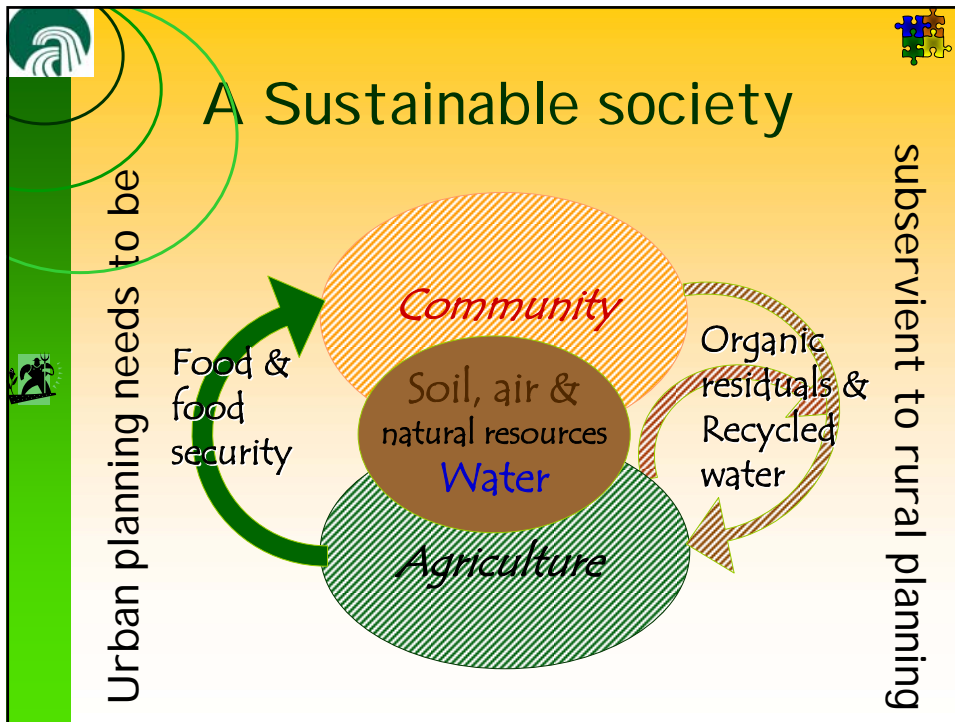 A Sustainable society
Urban planning needs to be
subservient to rural planning
Community
Food &
food
security
Soil, air &
natural resources
Water
Organic
residuals &
Recycled
water
Agriculture